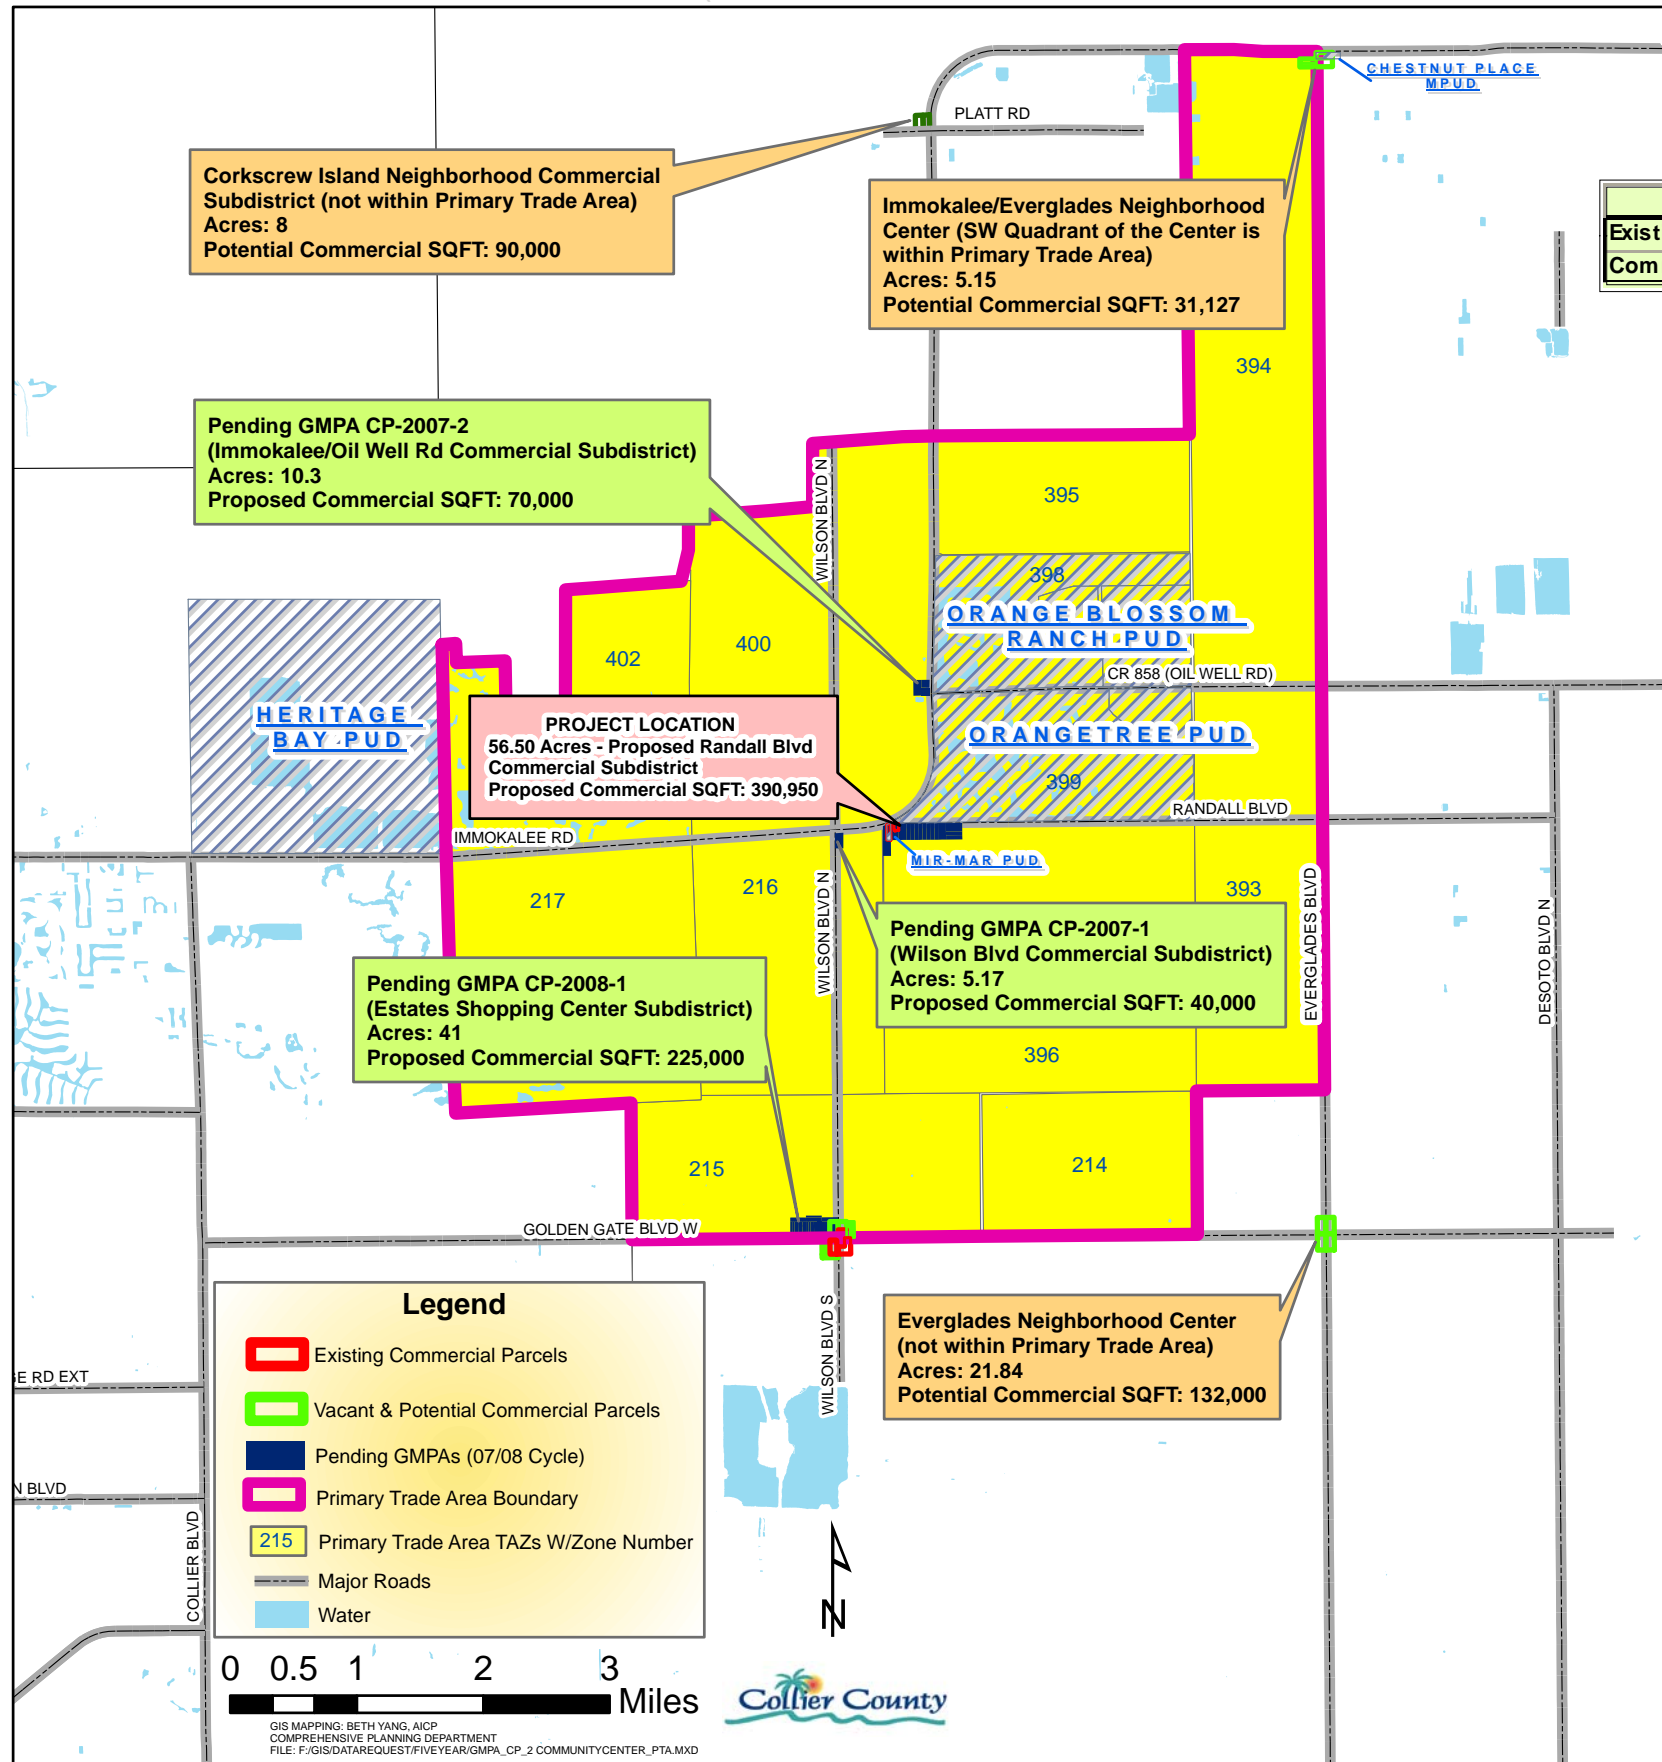 CHESTNUT PLACE
MPUD
PLATT RD
Corkscrew Island Neighborhood Commercial
Subdistrict (not within Primary Trade Area)
Acres: 8
Potential Commercial SQFT: 90,000
Immokalee/Everglades Neighborhood
Center (SW Quadrant of the Center is
within Primary Trade Area)
Acres: 5.15
Potential Commercial SQFT: 31,127
Exist
Com
394
Pending GMPA CP-2007-2
(Immokalee/Oil Well Rd Commercial Subdistrict)
Acres: 10.3
Proposed Commercial SQFT: 70,000
WILSON BLVD N
395
398
ORANGE BLOSSOM
RANCH PUD
402
400
CR 858 (OIL WELL RD)
HERITAGE
BAY PUD
PROJECT LOCATION
56.50 Acres - Proposed Randall Blvd
Commercial Subdistrict
Proposed Commercial SQFT: 390,950
ORANGETREE PUD
399
RANDALL BLVD
IMMOKALEE RD
MIR-MAR PUD
217
216
WILSON BLVD N
393
EVERGLADES BLVD
DESOTO BLVD N
Pending GMPA CP-2007-1
(Wilson Blvd Commercial Subdistrict)
Acres: 5.17
Proposed Commercial SQFT: 40,000
Pending GMPA CP-2008-1
(Estates Shopping Center Subdistrict)
Acres: 41
Proposed Commercial SQFT: 225,000
396
215
214
GOLDEN GATE BLVD W
WILSON BLVD S
Everglades Neighborhood Center
(not within Primary Trade Area)
Acres: 21.84
Potential Commercial SQFT: 132,000
GE RD EXT
N BLVD
COLLIER BLVD
Legend
Existing Commercial Parcels
Vacant & Potential Commercial Parcels
Pending GMPAs (07/08 Cycle)
Primary Trade Area Boundary
215 Primary Trade Area TAZs W/Zone Number
Major Roads
Water
N
0 0.5 1 2 3
Miles
Collier County
GIS MAPPING: BETH YANG, AICP
COMPREHENSIVE PLANNING DEPARTMENT
FILE: F:/GIS/DATAREQUEST/FIVEYEAR/GMPA_CP_2 COMMUNITYCENTER_PTA.MXD